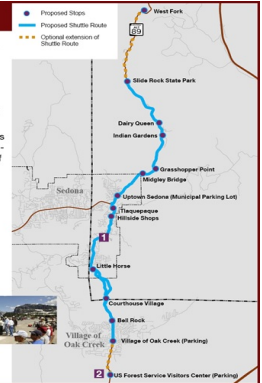 Proposed Stops
Proposed Shuttle Route
Optional extension of
Shuttle Route
West Fork
89
Slide Rock State Park
Dairy Queen
Indian Gardens
Grasshopper Point
Midgley Bridge
Sedona
Uptown Sedona (Municipal Parking Lot)
Tlaquepaque
Hillside Shops
1
Little Horse
Courthouse Village
Bell Rock
Village of
Oak Creek
Village of Oak Creek (Parking)
2
US Forest Service Visitors Center (Parking)